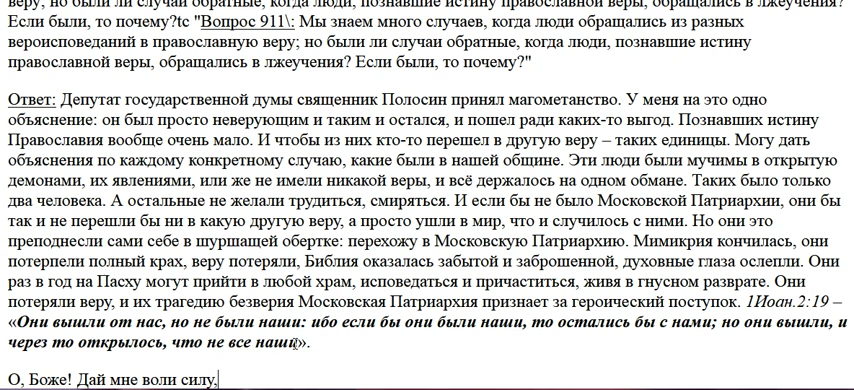 веру; но были ли случаи обратные, когда люди, познавшие истину православной веры, обращались в лжеучения?
Если были, то почему?tc "Вопрос 911\: Мы знаем много случаев, когда люди обращались из разных
вероисповеданий в православную веру; но были ли случаи обратные, когда люди, познавшие истину
православной веры, обращались в лжеучения? Если были, то почему?"
Ответ: Депутат государственной думы священник Полосин принял магометанство. У меня на это одно
объяснение: он был просто неверующим и таким и остался, и пошел ради каких-то выгод. Познавших истину
Православия вообще очень мало. И чтобы из них кто-то перешел в другую веру – таких единицы. Могу дать
объяснения по каждому конкретному случаю, какие были в нашей общине. Эти люди были мучимы в открытую
демонами, их явлениями, или же не имели никакой веры, и всё держалось на одном обмане. Таких было только
два человека. А остальные не желали трудиться, смиряться. И если бы не было Московской Патриархии, они бы
так и не перешли бы ни в какую другую веру, а просто ушли в мир, что и случилось с ними. Но они это
преподнесли сами себе в шуршащей обертке: перехожу в Московскую Патриархию. Мимикрия кончилась, они
потерпели полный крах, веру потеряли, Библия оказалась забытой и заброшенной, духовные глаза ослепли. Они
раз в год на Пасху могут прийти в любой храм, исповедаться и причаститься, живя в гнусном разврате. Они
потеряли веру, и их трагедию безверия Московская Патриархия признает за героический поступок. 1Иоан.2:19 –
«Они вышли от нас, но не были наши: ибо если бы они были наши, то остались бы с нами; но они вышли, и
через то открылось, что не все наши».
О, Боже! Дай мне воли силу,